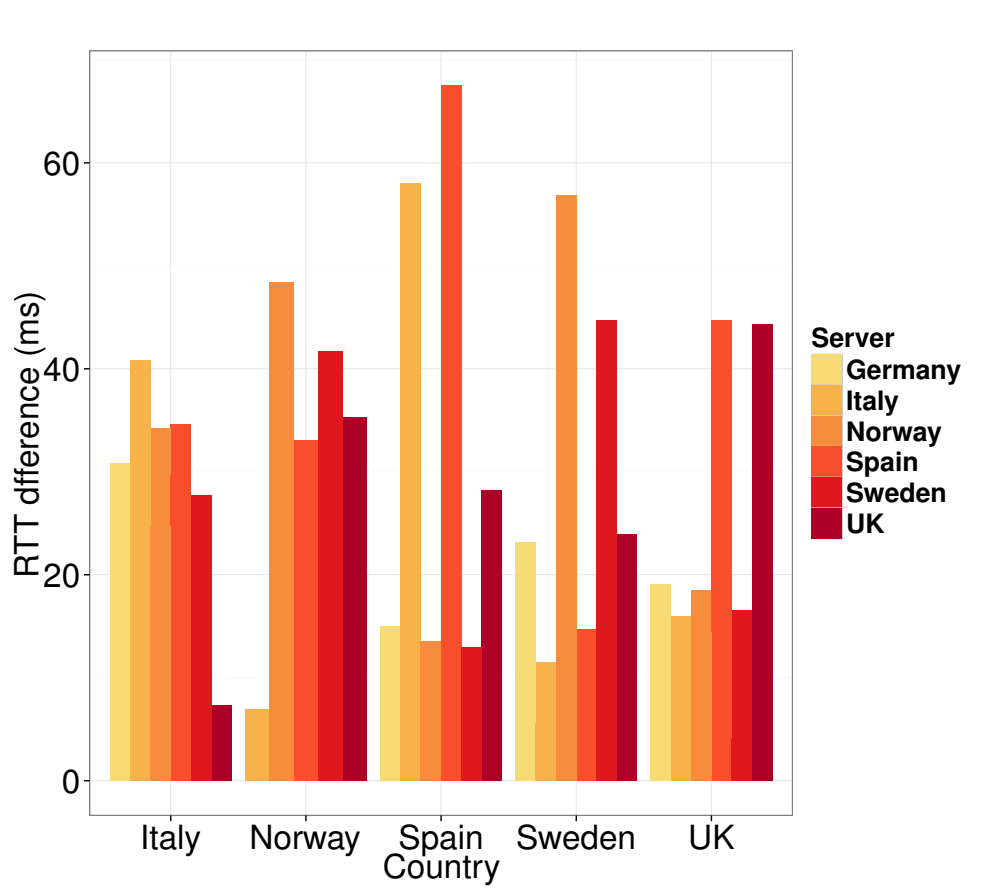 RTT dfference (ms)
60
40
20
0
Italy Norway Spain Sweden UK
Country
Server
Germany
Italy
Norway
Spain
Sweden
UK